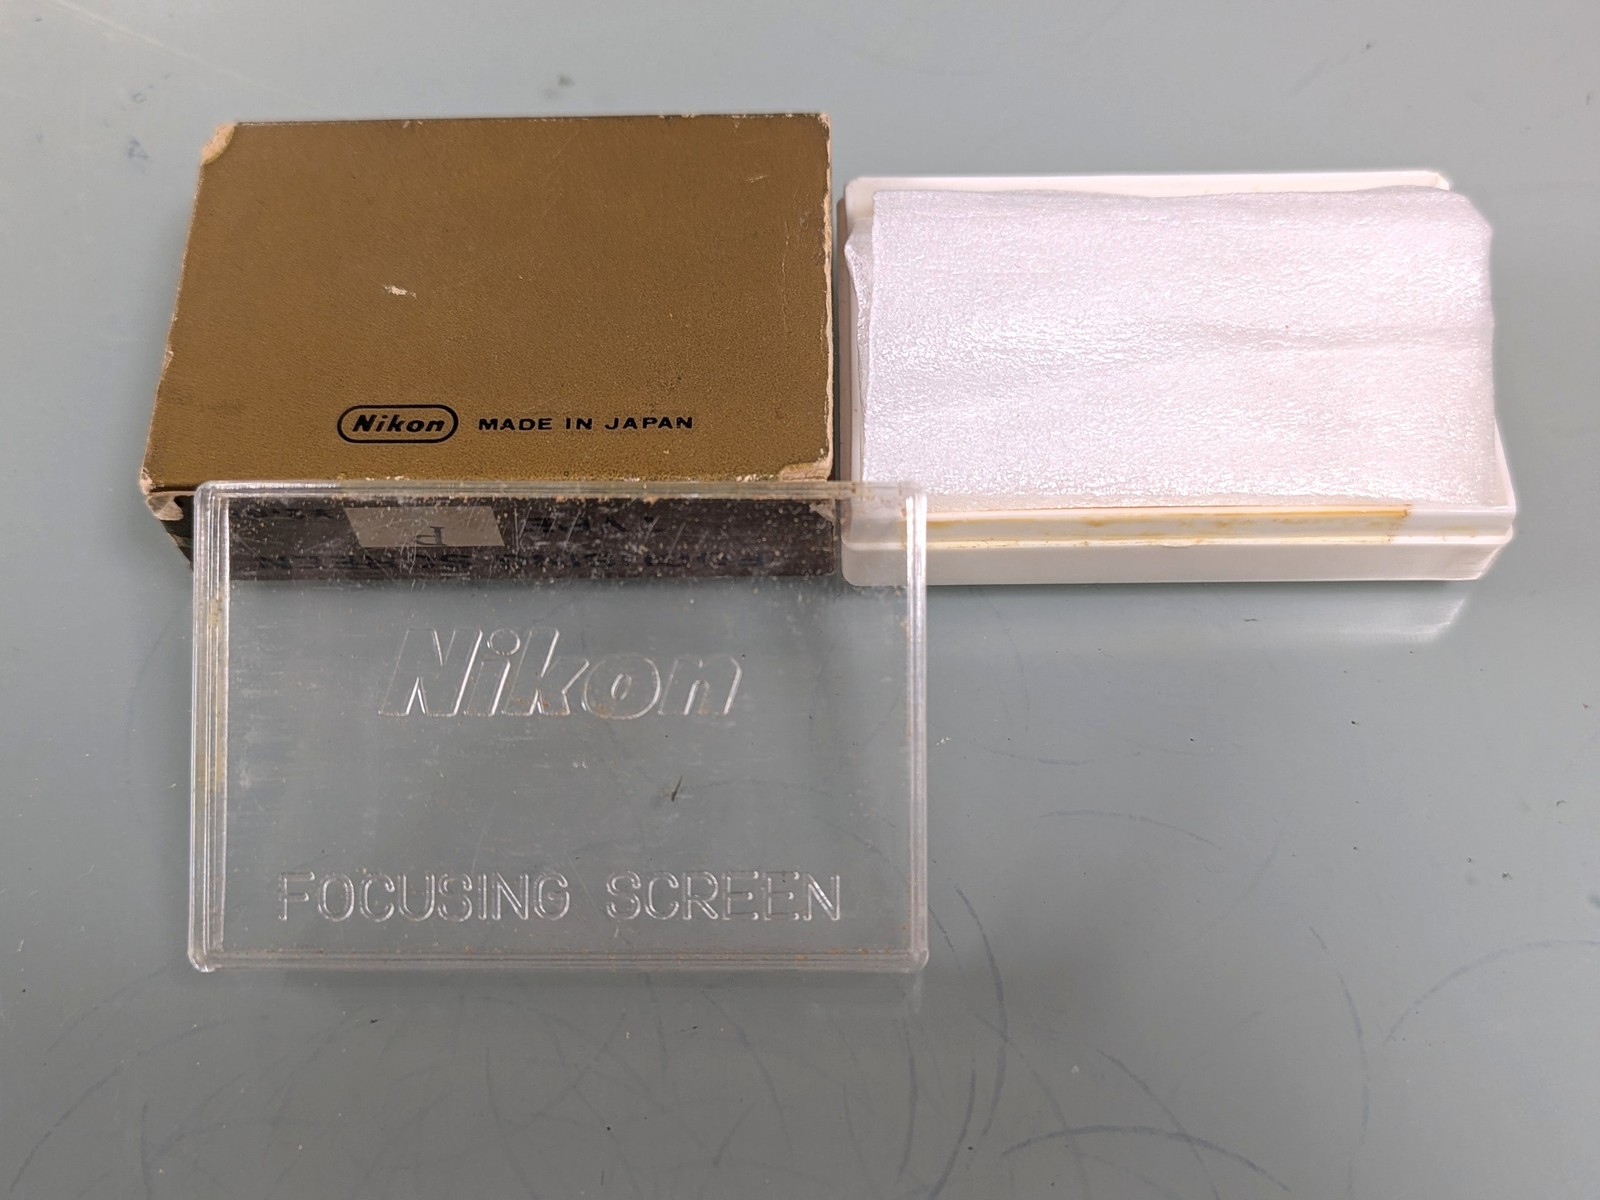 Nikon MADE IN JAPAN
P
Nikon
FOCUSING SCREEN